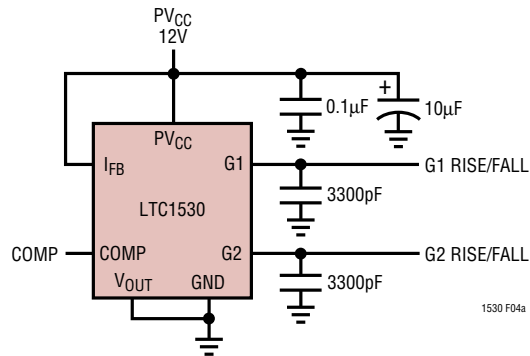 PVCC
12V
+
0.1µF
10µF
PVCC
IFB
G1
G1 RISE/FALL
LTC1530
3300pF
COMP
COMP
G2
G2 RISE/FALL
VOUT
GND
3300pF
1530 F04a